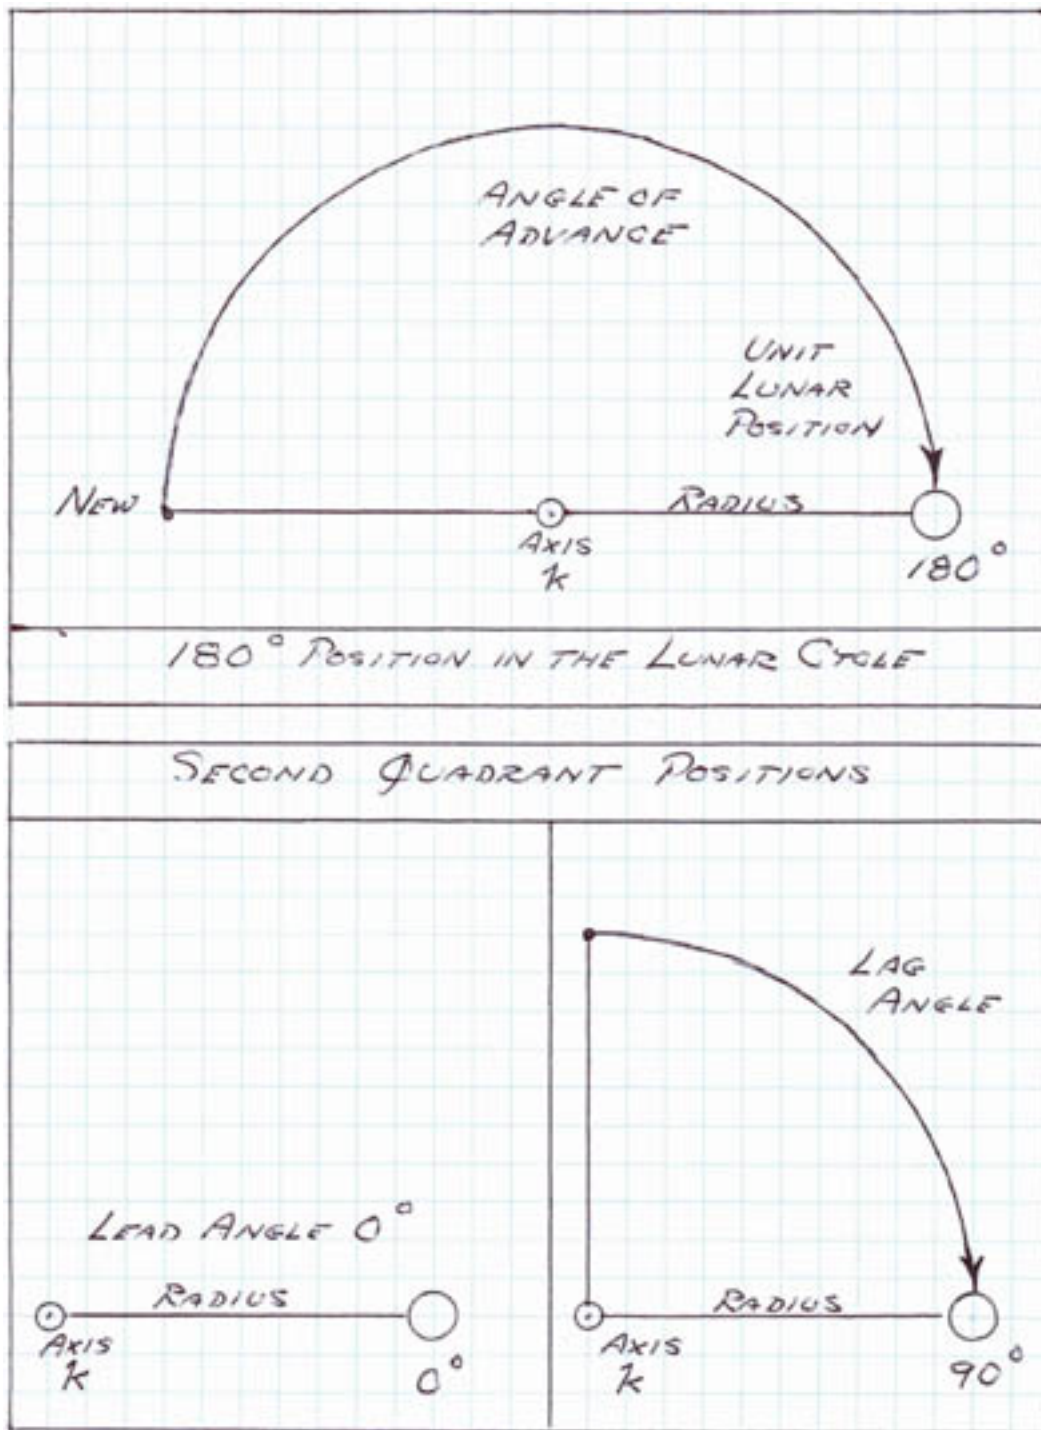 ANGLE OF
ADVANCE
UNIT
LUNAR
POSITION
NEW
RADIUS
AXIS
k
180°
180° POSITION IN THE LUNAR CYCLE
SECOND QUADRANT POSITIONS
LEAD ANGLE 0°
RADIUS
AXIS
k
0°
LAG
ANGLE
RADIUS
AXIS
k
90°